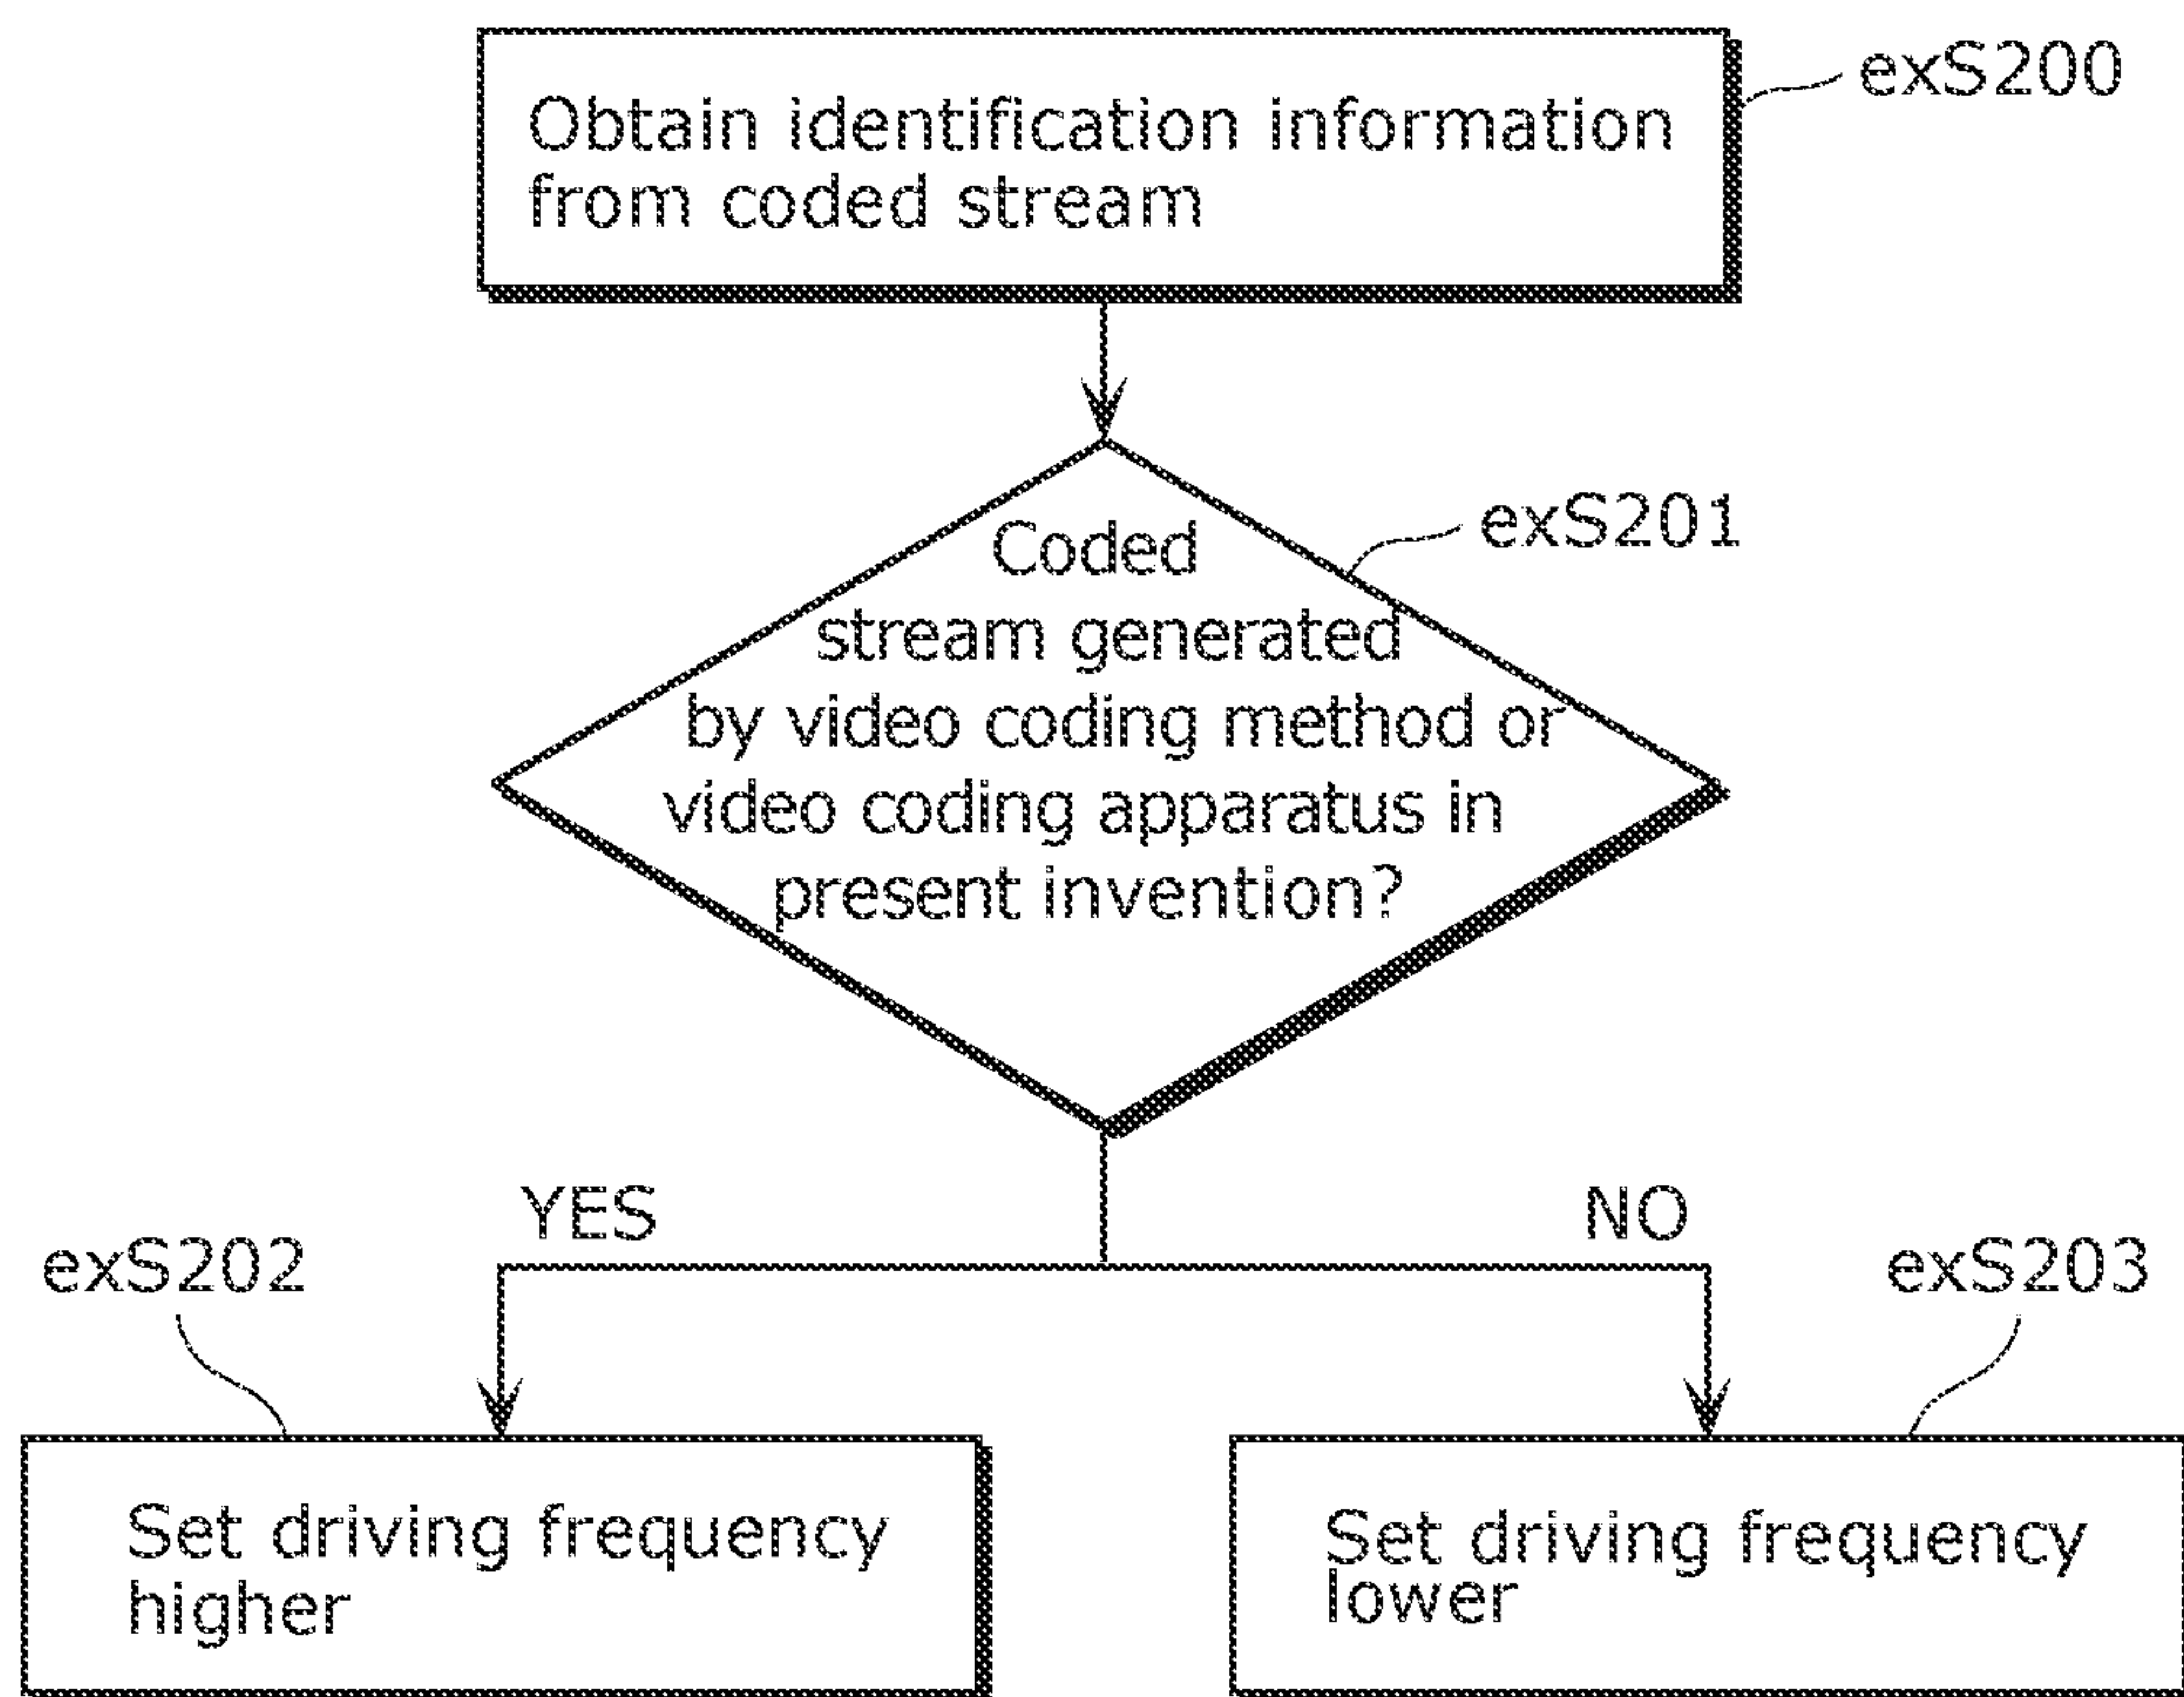 exS200
Obtain identification information
from coded stream
exS201
Coded
stream generated
by video coding method or
video coding apparatus in
present invention?
YES
NO
exS202
exS203
Set driving frequency
higher
Set driving frequency
lower